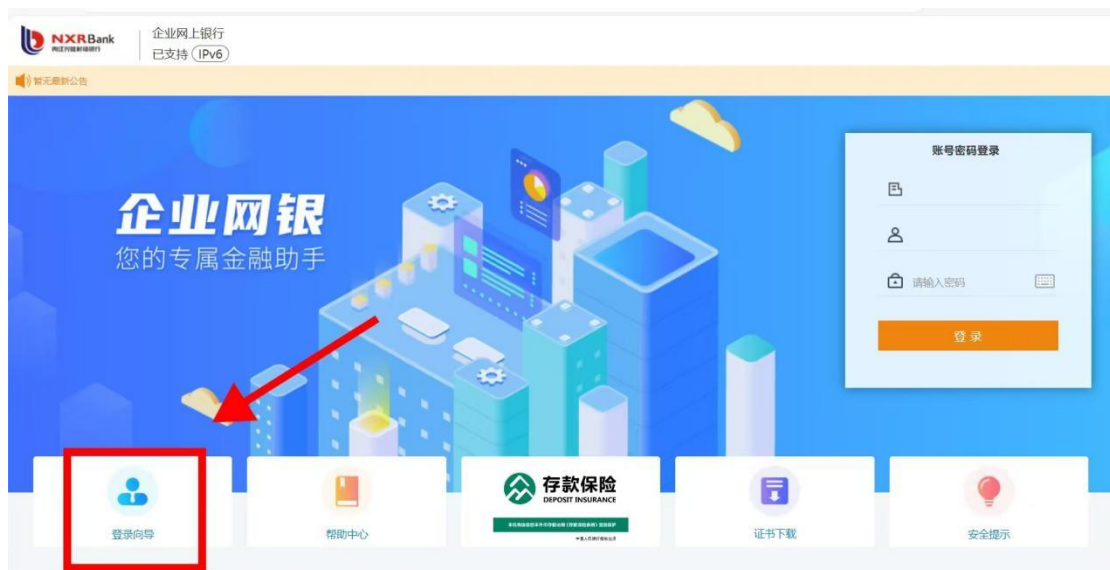 NXRBank
企业网上银行
已支持 IPv6
暂无最新公告
账号密码登录
企业网银
您的专属金融助手
请输入密码
登 录
存款保险
DEPOSIT INSURANCE
登录向导
帮助中心
证书下载
安全提示